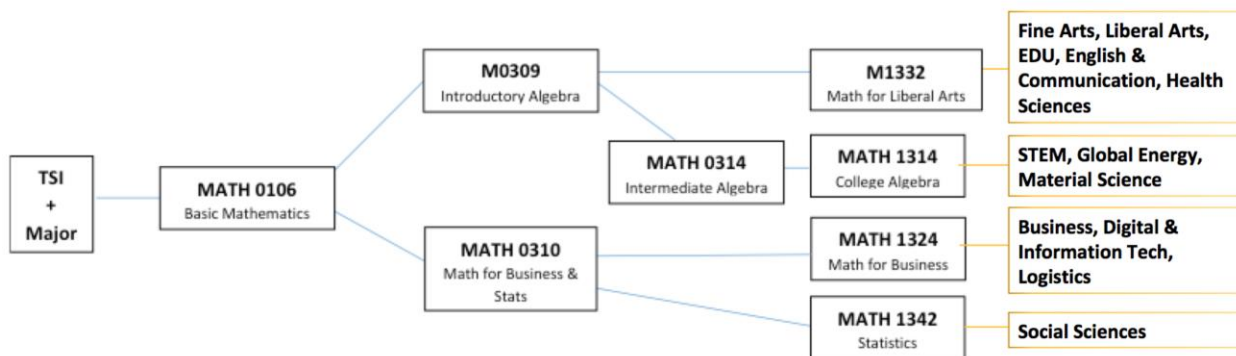 TSI
+
Major
MATH 0106
Basic Mathematics
M0309
Introductory Algebra
MATH 0310
Math for Business &
Stats
MATH 0314
Intermediate Algebra
M1332
Math for Liberal Arts
MATH 1314
College Algebra
MATH 1324
Math for Business
MATH 1342
Statistics
Fine Arts, Liberal Arts,
EDU, English &
Communication, Health
Sciences
STEM, Global Energy,
Material Science
Business, Digital &
Information Tech,
Logistics
Social Sciences